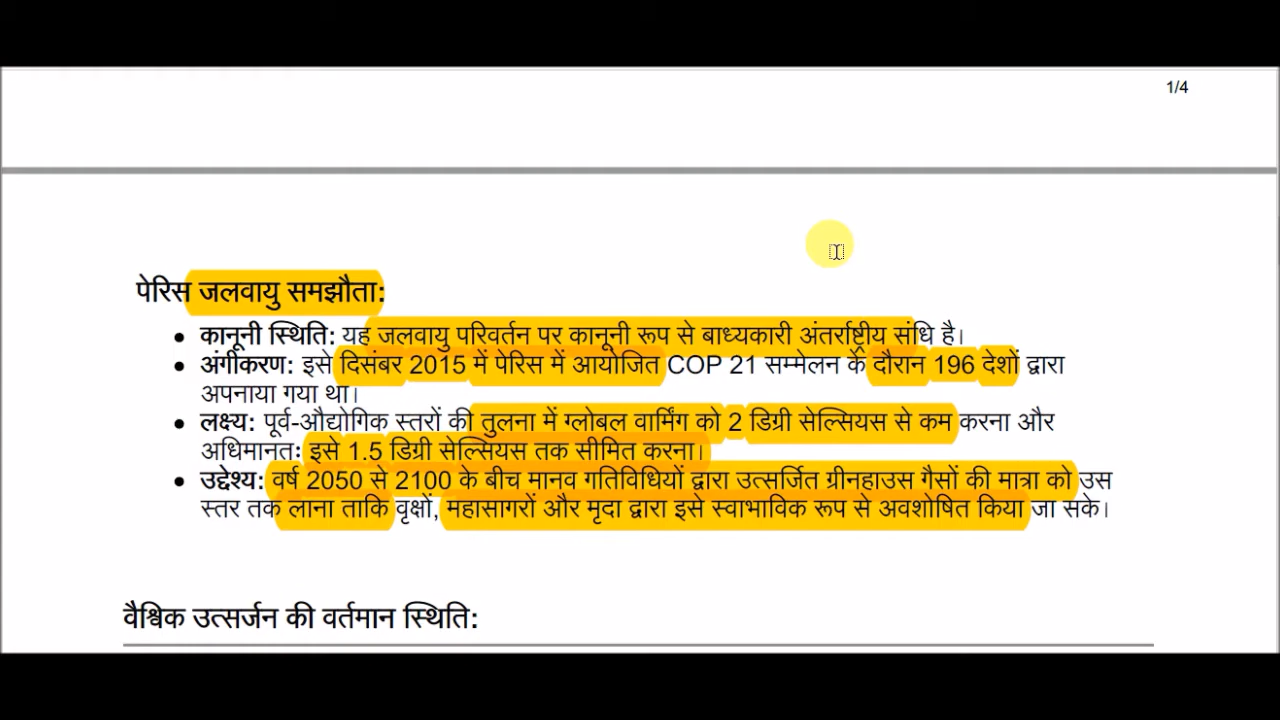 1/4
पेरिस जलवायु समझौता:
• कानूनी स्थिति: यह जलवायु परिवर्तन पर कानूनी रूप से बाध्यकारी अंतर्राष्ट्रीय संधि है।
• अंगीकरण: इसे दिसंबर 2015 में पेरिस में आयोजित COP 21 सम्मेलन के दौरान 196 देशों द्वारा
अपनाया गया था।
• लक्ष्य: पूर्व-औद्योगिक स्तरों की तुलना में ग्लोबल वार्मिंग को 2 डिग्री सेल्सियस से कम करना और
अधिमानतः इसे 1.5 डिग्री सेल्सियस तक सीमित करना।
• उद्देश्य: वर्ष 2050 से 2100 के बीच मानव गतिविधियों द्वारा उत्सर्जित ग्रीनहाउस गैसों की मात्रा को उस
स्तर तक लाना ताकि वृक्षों, महासागरों और मृदा द्वारा इसे स्वाभाविक रूप से अवशोषित किया जा सके।
वैश्विक उत्सर्जन की वर्तमान स्थिति: